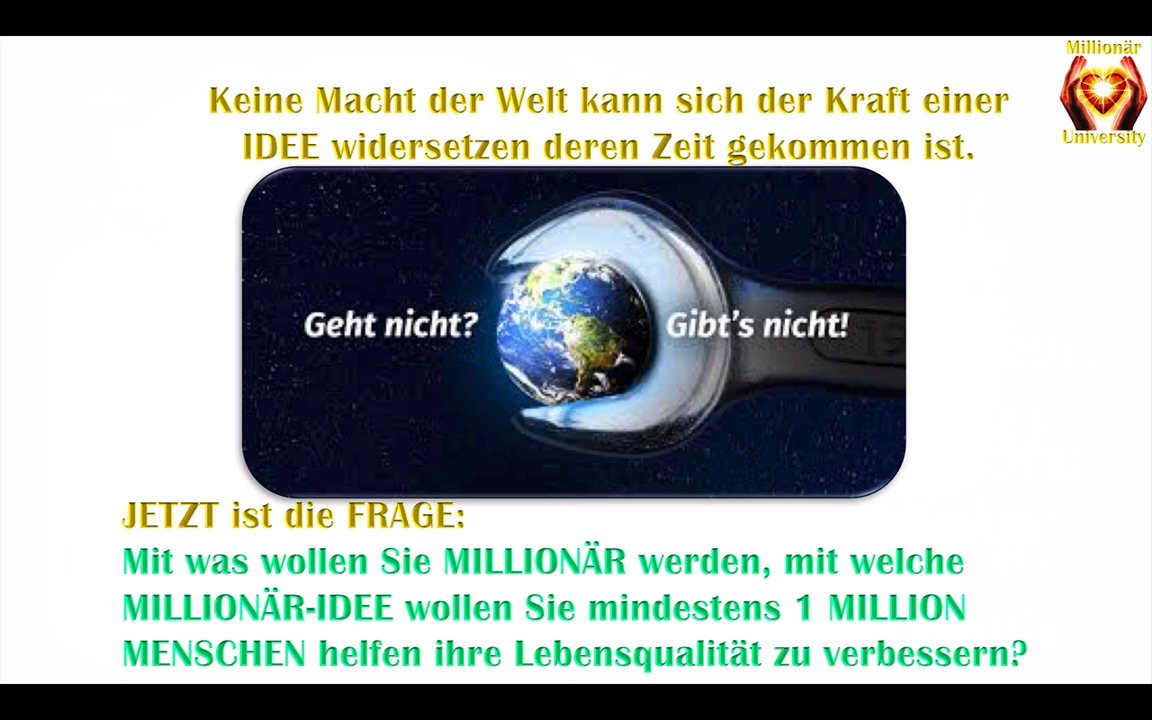 Millionär
University
Keine Macht der Welt kann sich der Kraft einer
IDEE widersetzen deren Zeit gekommen ist.
Geht nicht? Gibt's nicht!
JETZT ist die FRAGE:
Mit was wollen Sie MILLIONÄR werden, mit welche
MILLIONÄR-IDEE wollen Sie mindestens 1 MILLION
MENSCHEN helfen ihre Lebensqualität zu verbessern?